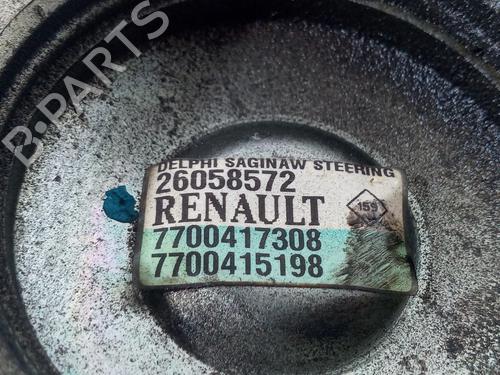 B-PARTS
DELPHI SAGINAW STEERING
26058572
RENAULT
159
7700417308
7700415198